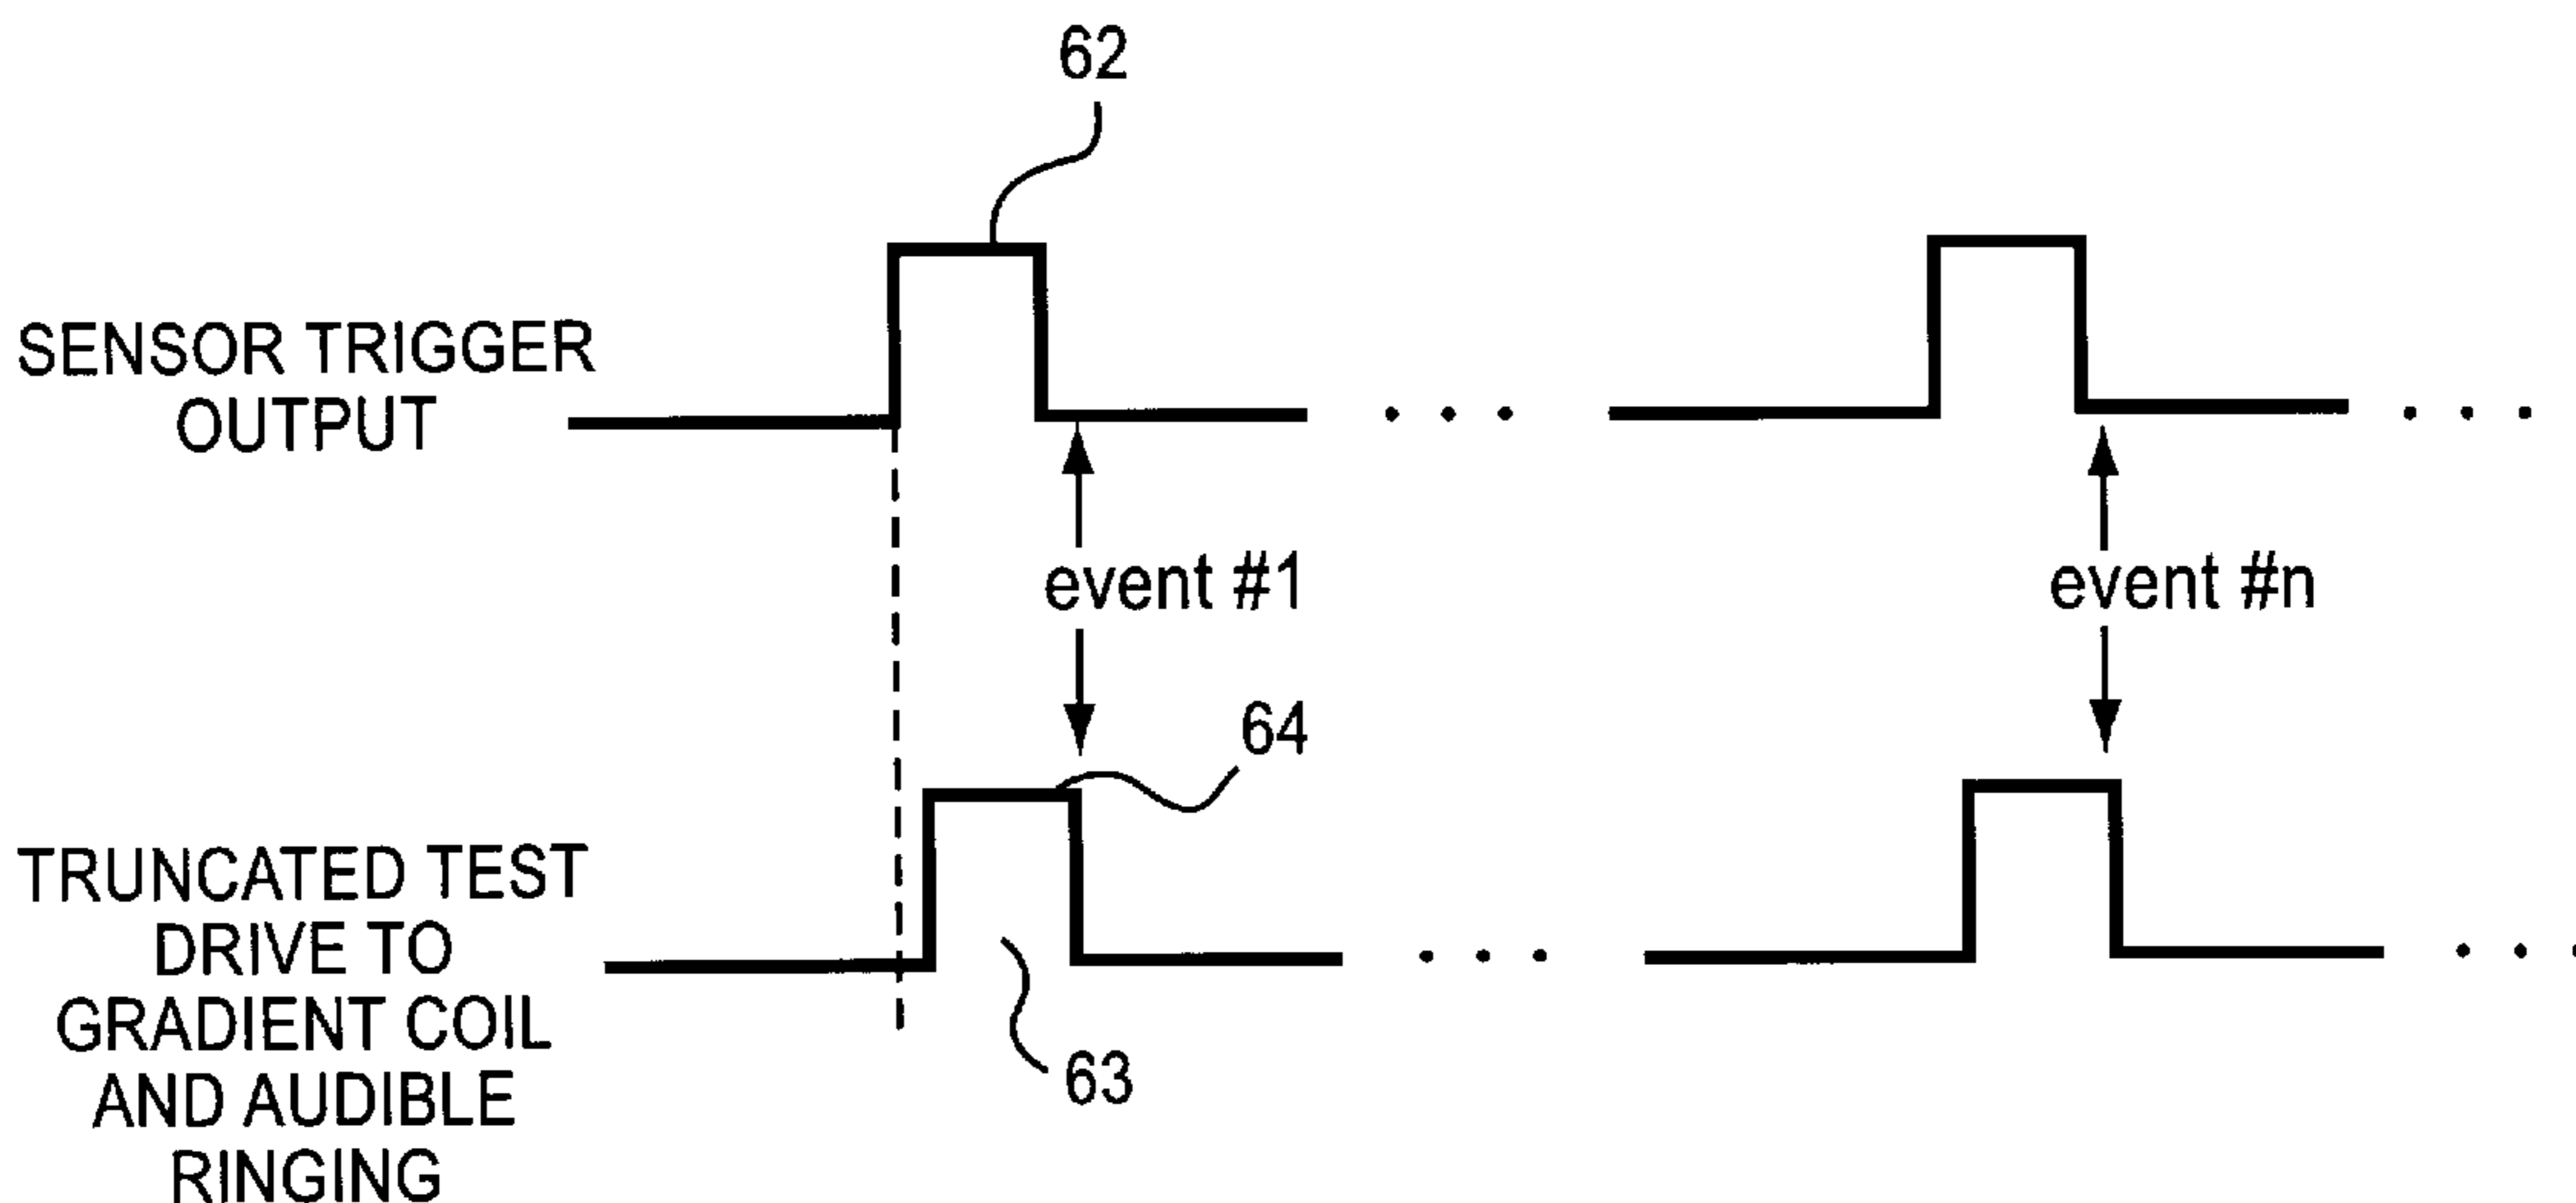 62
SENSOR TRIGGER
OUTPUT
. . .
. . .
event #1
event #n
64
TRUNCATED TEST
DRIVE TO
GRADIENT COIL
AND AUDIBLE
RINGING
. . .
. . .
63